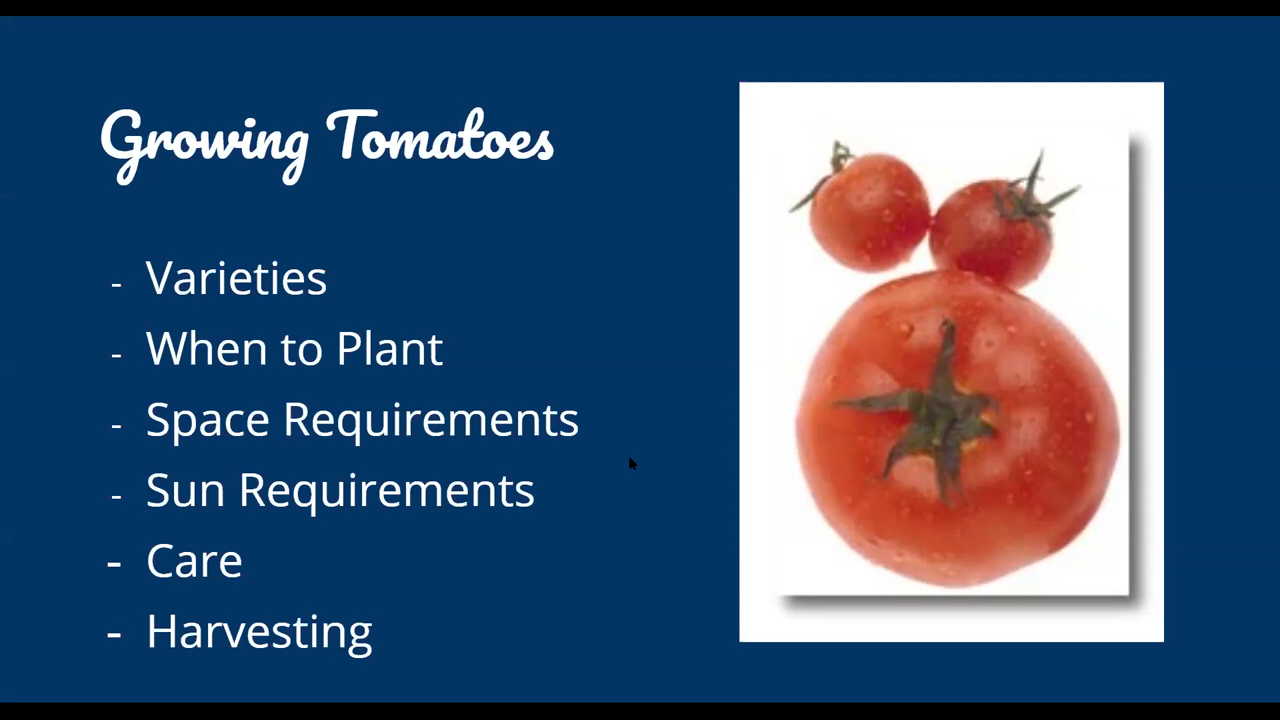 Growing Tomatoes
- Varieties
- When to Plant
- Space Requirements
- Sun Requirements
- Care
- Harvesting